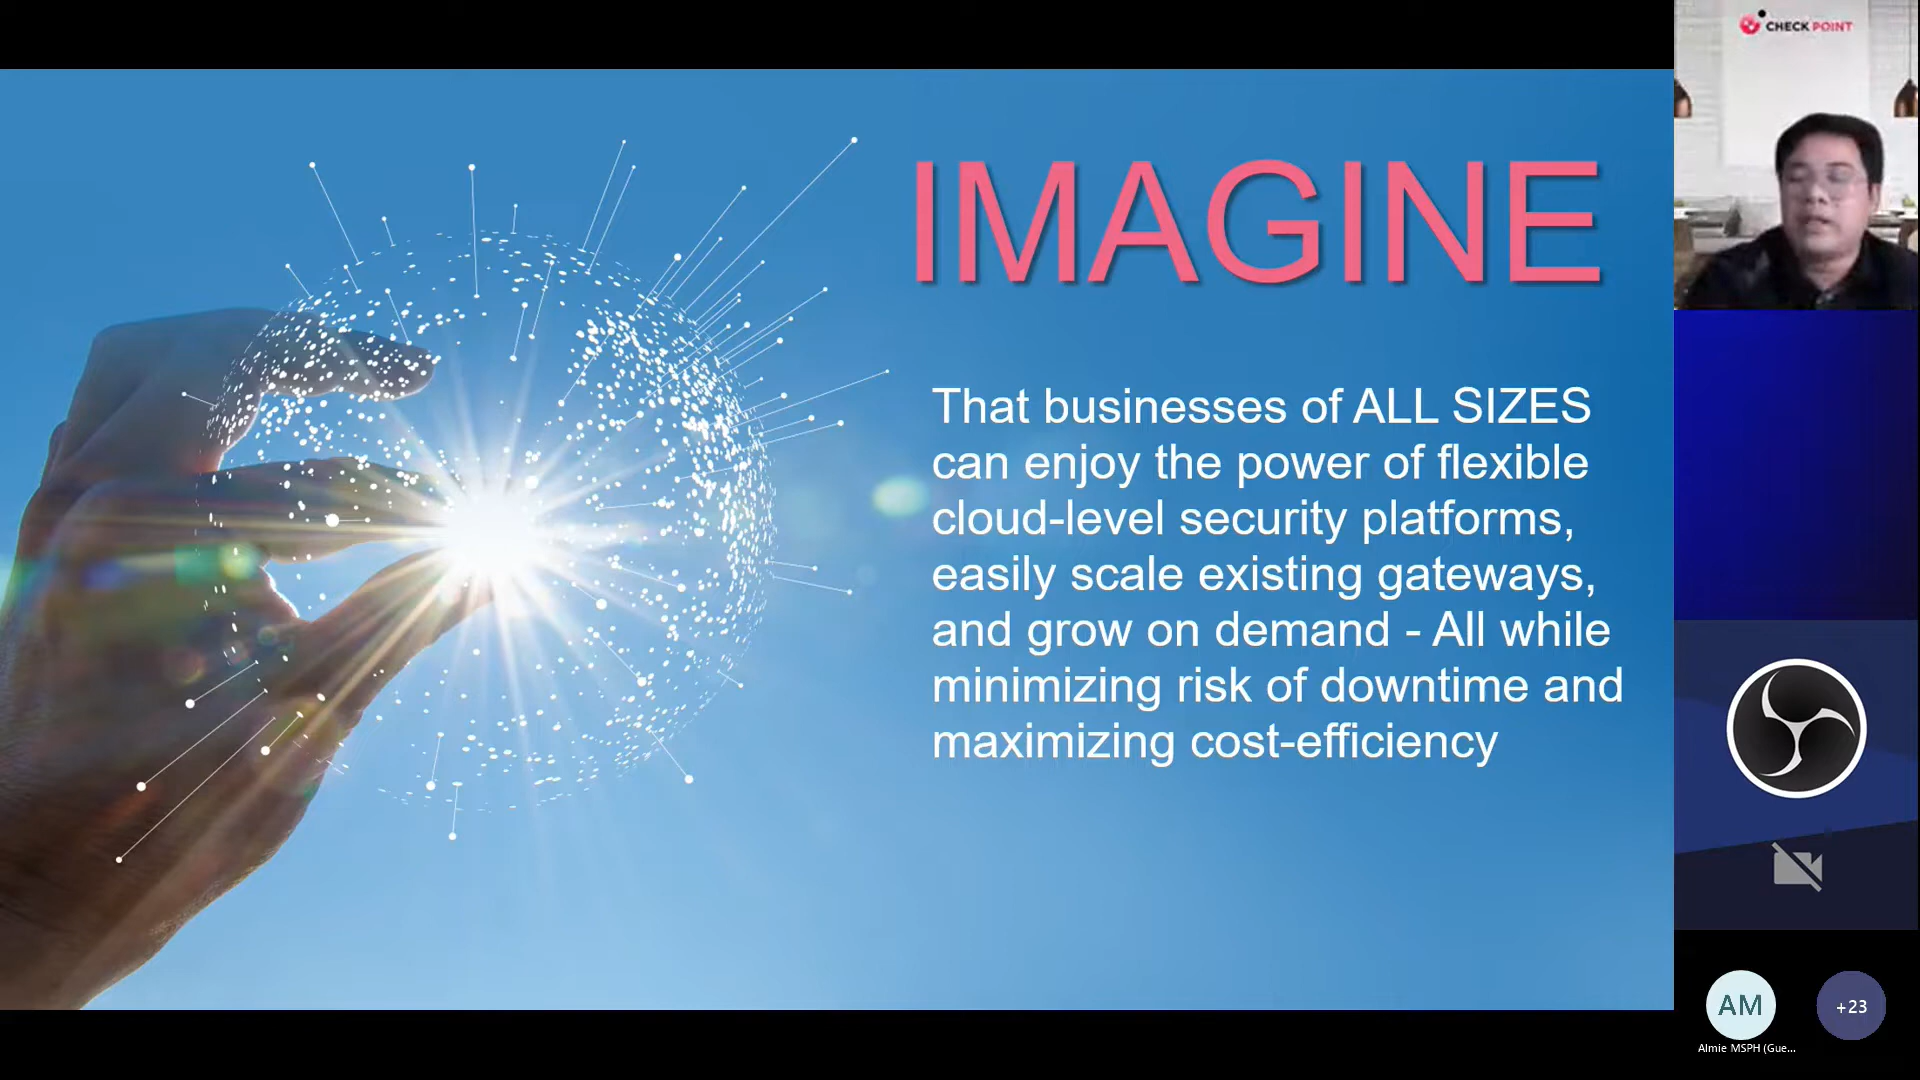 CHECK POINT
IMAGINE
That businesses of ALL SIZES
can enjoy the power of flexible
cloud-level security platforms,
easily scale existing gateways,
and grow on demand - All while
minimizing risk of downtime and
maximizing cost-efficiency
AM
+23
Almie MSPH (Gue...